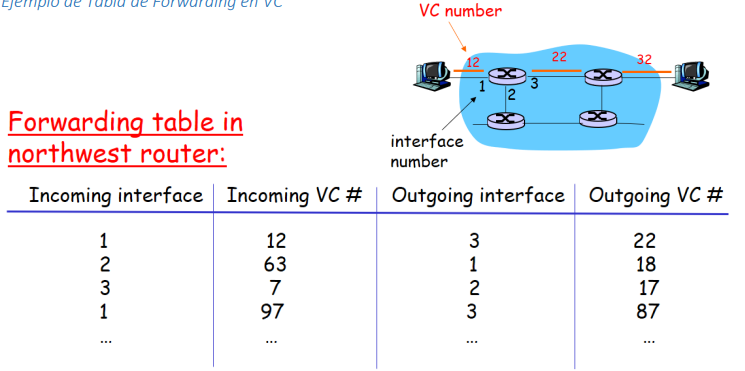 Ejemplo de Tabla de Forwarding en VC
VC number
12
22
32
1
3
2
interface
number
Forwarding table in
northwest router:
Incoming interface Incoming VC # Outgoing interface Outgoing VC #
1 12 3 22
2 63 1 18
3 7 2 17
1 97 3 87
... ... ... ...